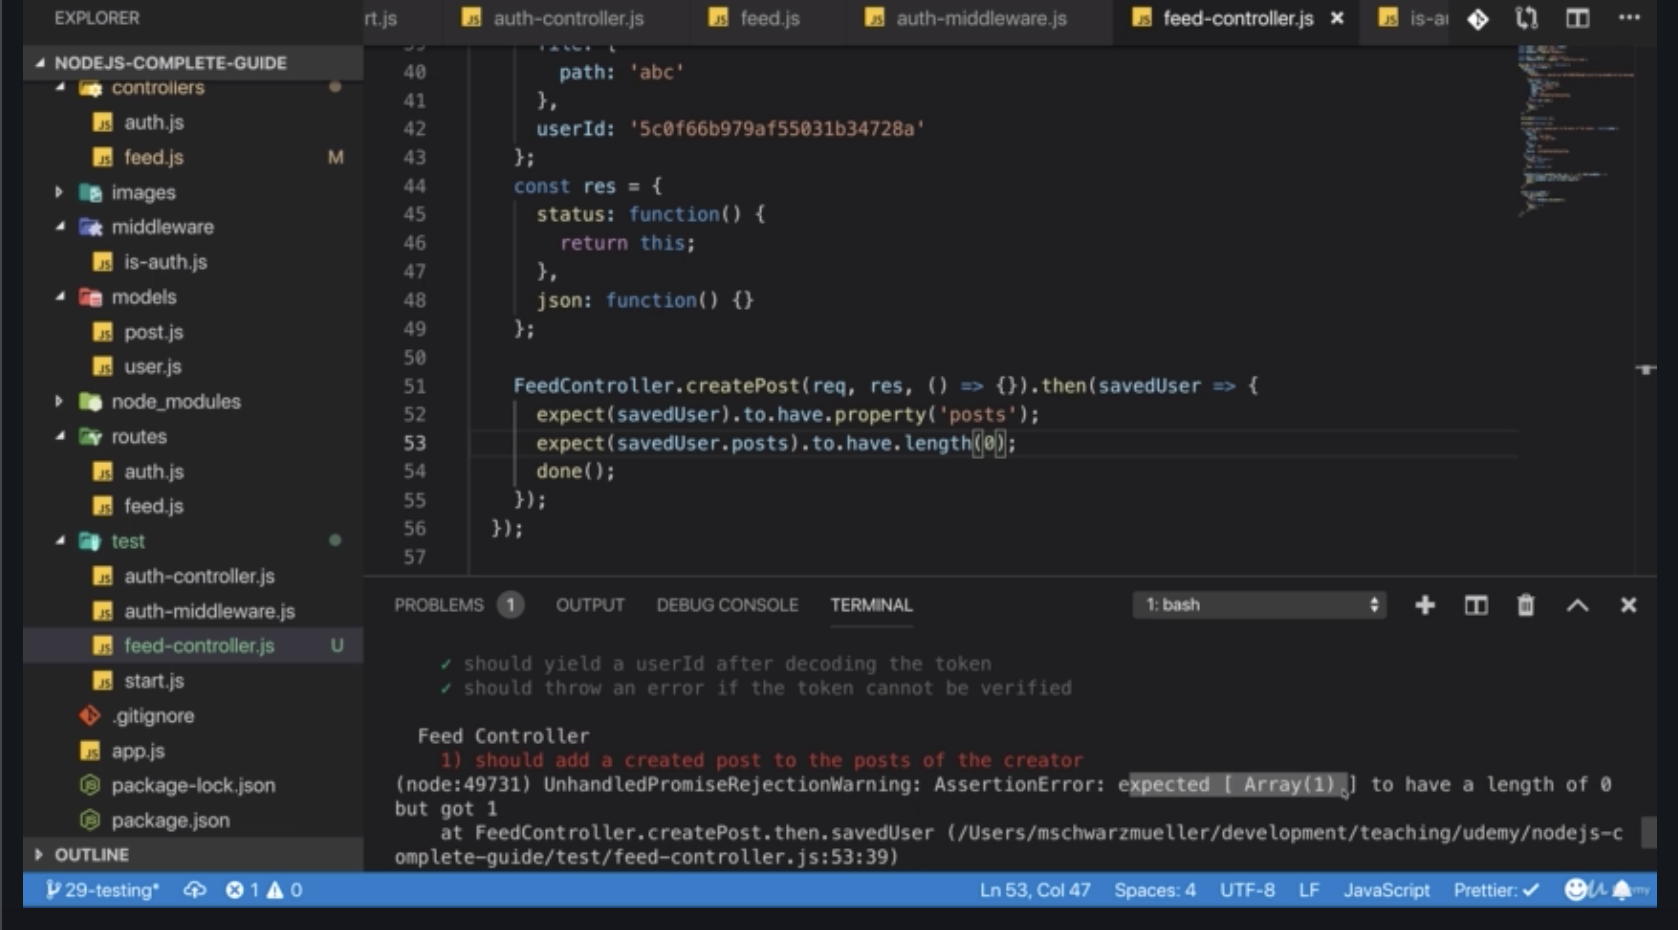 EXPLORER
NODEJS-COMPLETE-GUIDE
controllers
auth.js
feed.js M
images
middleware
is-auth.js
models
post.js
user.js
node_modules
routes
auth.js
feed.js
test
auth-controller.js
auth-middleware.js
feed-controller.js U
start.js
.gitignore
app.js
package-lock.json
package.json
OUTLINE
rt.js auth-controller.js feed.js auth-middleware.js feed-controller.js × is-au
39 file: {
40 path: 'abc'
41 },
42 userId: '5c0f66b979af55031b34728a'
43 };
44 const res = {
45 status: function() {
46 return this;
47 },
48 json: function() {}
49 };
50
51 FeedController.createPost(req, res, () => {}).then(savedUser => {
52 expect(savedUser).to.have.property('posts');
53 expect(savedUser.posts).to.have.length(0);
54 done();
55 });
56 });
57
PROBLEMS 1 OUTPUT DEBUG CONSOLE TERMINAL 1: bash
✓ should yield a userId after decoding the token
✓ should throw an error if the token cannot be verified
Feed Controller
1) should add a created post to the posts of the creator
(node:49731) UnhandledPromiseRejectionWarning: AssertionError: expected [ Array(1) ] to have a length of 0
but got 1
at FeedController.createPost.then.savedUser (/Users/mschwarzmueller/development/teaching/udemy/nodejs-c
omplete-guide/test/feed-controller.js:53:39)
29-testing* 1 0 Ln 53, Col 47 Spaces: 4 UTF-8 LF JavaScript Prettier: ✓